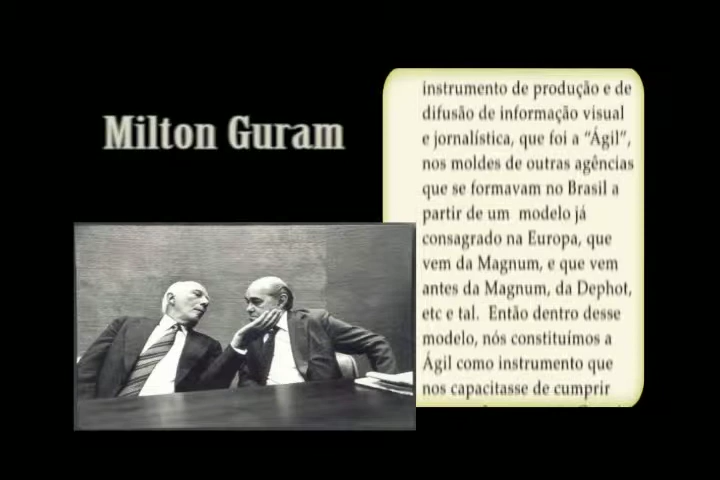 Milton Guram
instrumento de produção e de
difusão de informação visual
e jornalística, que foi a “Ágil”,
nos moldes de outras agências
que se formavam no Brasil a
partir de um modelo já
consagrado na Europa, que
vem da Magnum, e que vem
antes da Magnum, da Dephot,
etc e tal. Então dentro desse
modelo, nós constituímos a
Ágil como instrumento que
nos capacitasse de cumprir